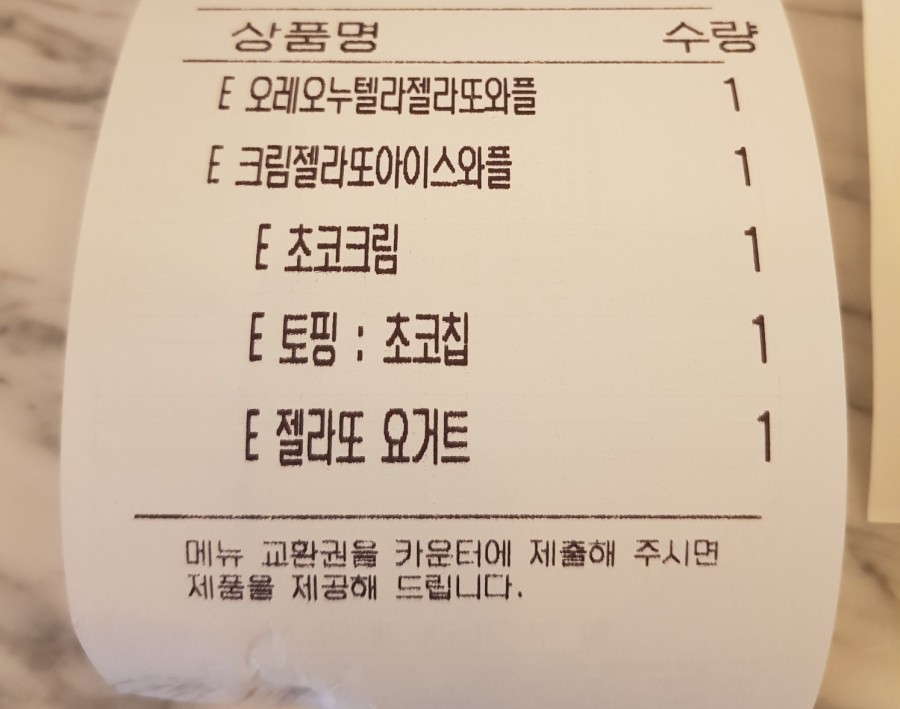 상품명 수량
E 오레오누텔라젤라또와플 1
E 크림젤라또아이스와플 1
E 초코크림 1
E 토핑 : 초코칩 1
E 젤라또 요거트 1
메뉴 교환권을 카운터에 제출해 주시면
제품을 제공해 드립니다.